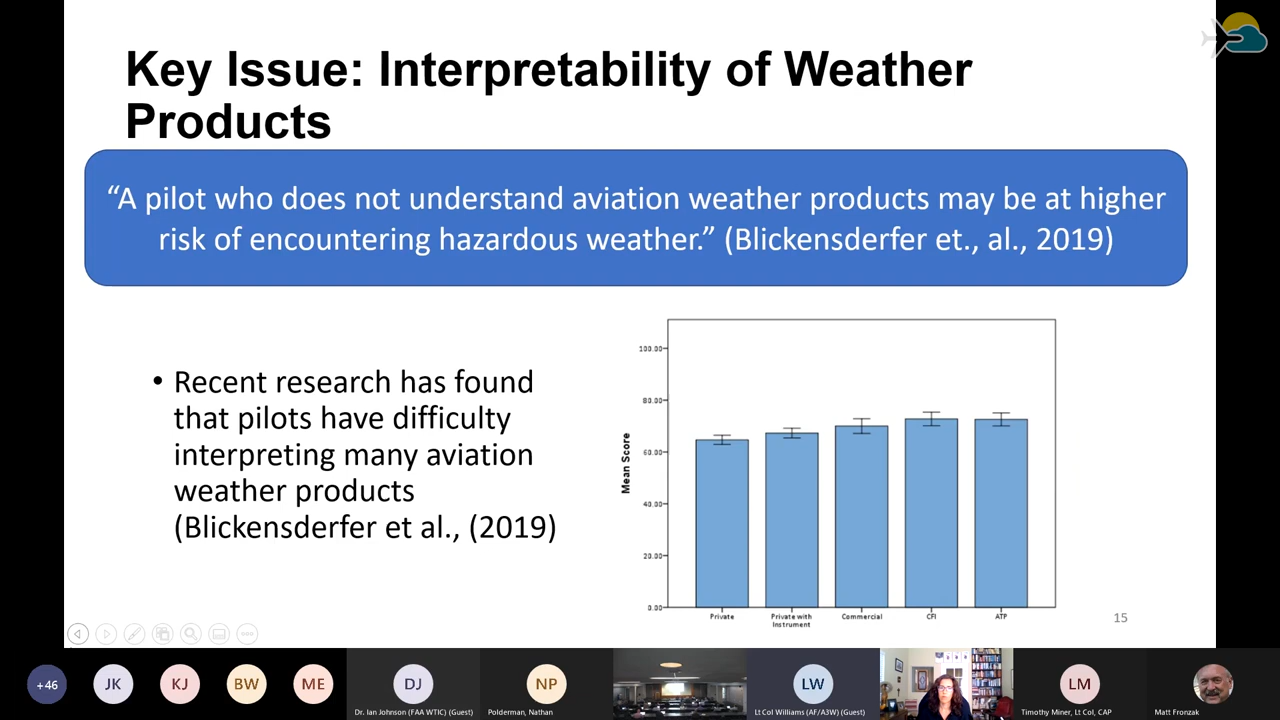 Key Issue: Interpretability of Weather
Products
“A pilot who does not understand aviation weather products may be at higher
risk of encountering hazardous weather.” (Blickensderfer et., al., 2019)
• Recent research has found
that pilots have difficulty
interpreting many aviation
weather products
(Blickensderfer et al., (2019)
Mean Score
100.00
80.00
60.00
40.00
20.00
0.00
Private
Private with
Instrument
Commercial
CFI
ATP
15
+46
JK
KJ
BW
ME
DJ
Dr. Ian Johnson (FAA WTIC) (Guest)
NP
Polderman, Nathan
LW
Lt Col Williams (AF/A3W) (Guest)
LM
Timothy Miner, Lt Col, CAP
Matt Fronzak